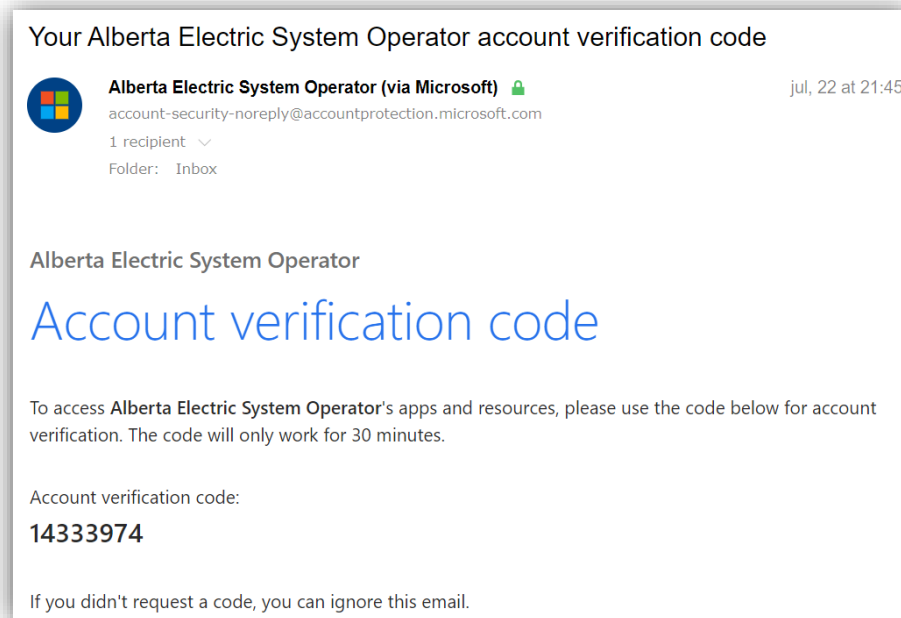 Your Alberta Electric System Operator account verification code
Alberta Electric System Operator (via Microsoft)
jul, 22 at 21:45
account-security-noreply@accountprotection.microsoft.com
1 recipient
Folder: Inbox
Alberta Electric System Operator
Account verification code
To access Alberta Electric System Operator's apps and resources, please use the code below for account
verification. The code will only work for 30 minutes.
Account verification code:
14333974
If you didn't request a code, you can ignore this email.